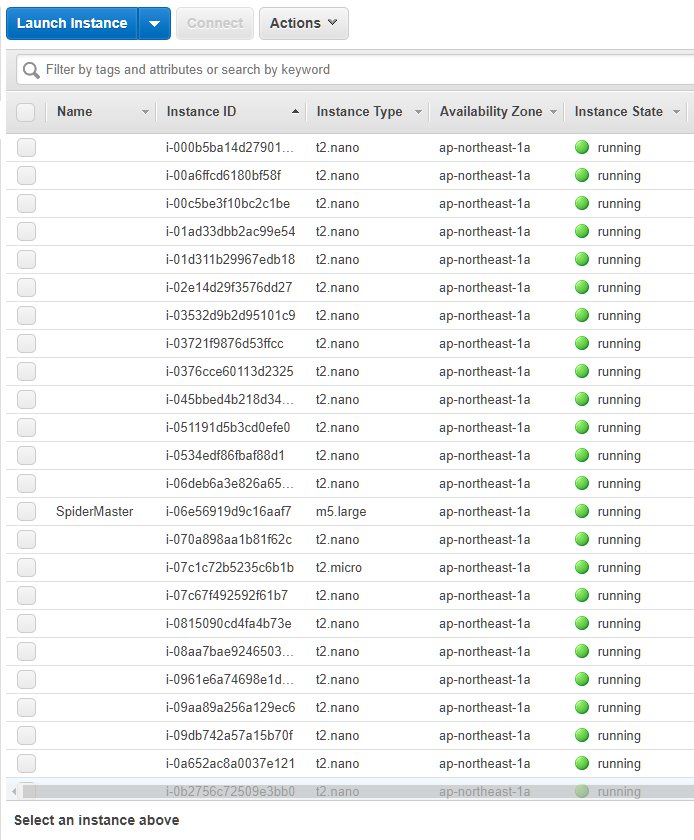 Launch Instance Connect Actions
Filter by tags and attributes or search by keyword
Name Instance ID Instance Type Availability Zone Instance State
i-000b5ba14d27901... t2.nano ap-northeast-1a running
i-00a6ffcd6180bf58f t2.nano ap-northeast-1a running
i-00c5be3f10bc2c1be t2.nano ap-northeast-1a running
i-01ad33dbb2ac99e54 t2.nano ap-northeast-1a running
i-01d311b29967edb18 t2.nano ap-northeast-1a running
i-02e14d29f3576dd27 t2.nano ap-northeast-1a running
i-03532d9b2d95101c9 t2.nano ap-northeast-1a running
i-03721f9876d53ffcc t2.nano ap-northeast-1a running
i-0376cce60113d2325 t2.nano ap-northeast-1a running
i-045bbed4b218d34... t2.nano ap-northeast-1a running
i-051191d5b3cd0efe0 t2.nano ap-northeast-1a running
i-0534edf86fbaf88d1 t2.nano ap-northeast-1a running
i-06deb6a3e826a65... t2.nano ap-northeast-1a running
SpiderMaster i-06e56919d9c16aaf7 m5.large ap-northeast-1a running
i-070a898aa1b81f62c t2.nano ap-northeast-1a running
i-07c1c72b5235c6b1b t2.micro ap-northeast-1a running
i-07c67f492592f61b7 t2.nano ap-northeast-1a running
i-0815090cd4fa4b73e t2.nano ap-northeast-1a running
i-08aa7bae9246503... t2.nano ap-northeast-1a running
i-0961e6a74698e1d... t2.nano ap-northeast-1a running
i-09aa89a256a129ec6 t2.nano ap-northeast-1a running
i-09db742a57a15b70f t2.nano ap-northeast-1a running
i-0a652ac8a0037e121 t2.nano ap-northeast-1a running
i-0b2756c72509e3bb0 t2.nano ap-northeast-1a running
Select an instance above